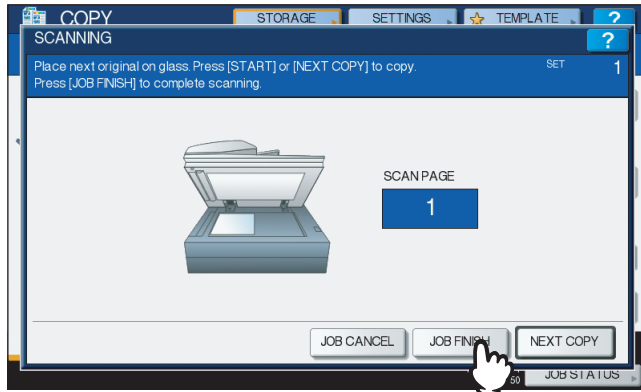 COPY STORAGE SETTINGS TEMPLATE ?
SCANNING ?
Place next original on glass. Press [START] or [NEXT COPY] to copy. SET 1
Press [JOB FINISH] to complete scanning.
SCAN PAGE
1
JOB CANCEL JOB FINISH NEXT COPY
50 JOB STATUS